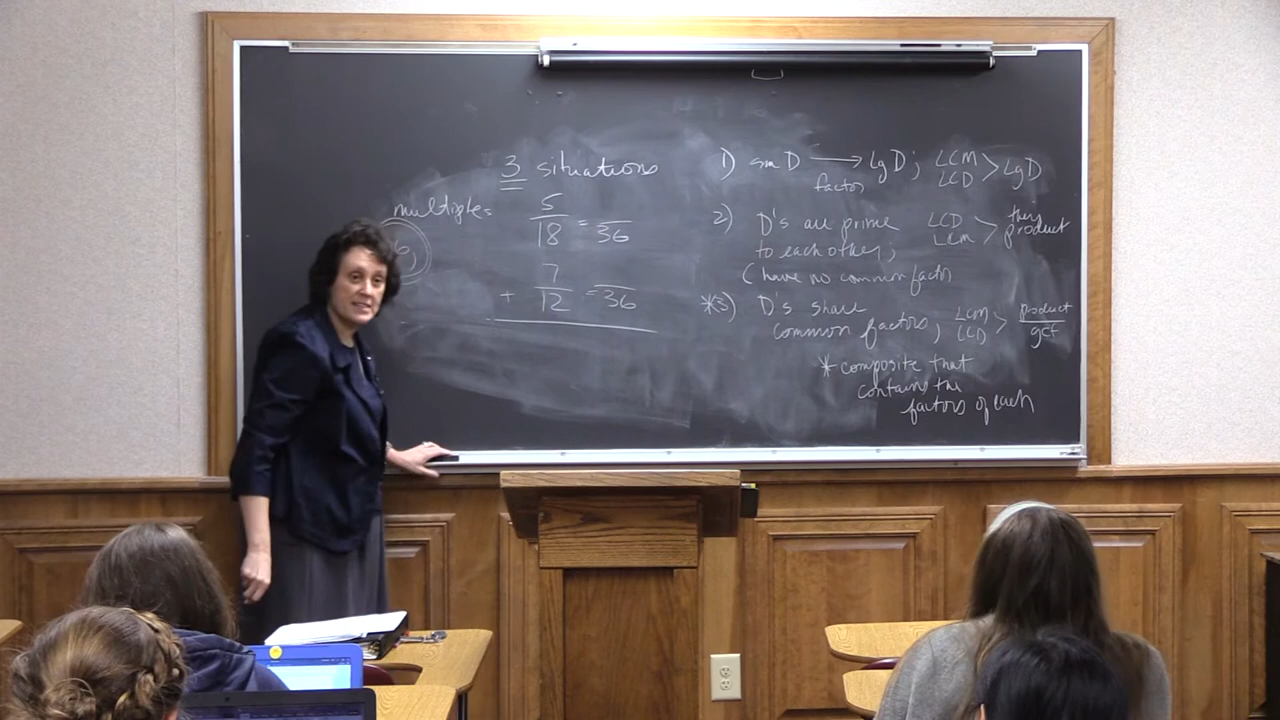 3 situations
multiples
6,
5/18 = /36
+ 7/12 = /36
1) sm D → Lg D; LCM LCD > Lg D
factor
2) D's are prime to each other; LCD LCM > their product
(have no common factors
*3) D's share common factors; LCM LCD > product/gcf
* composite that
contains the
factors of each